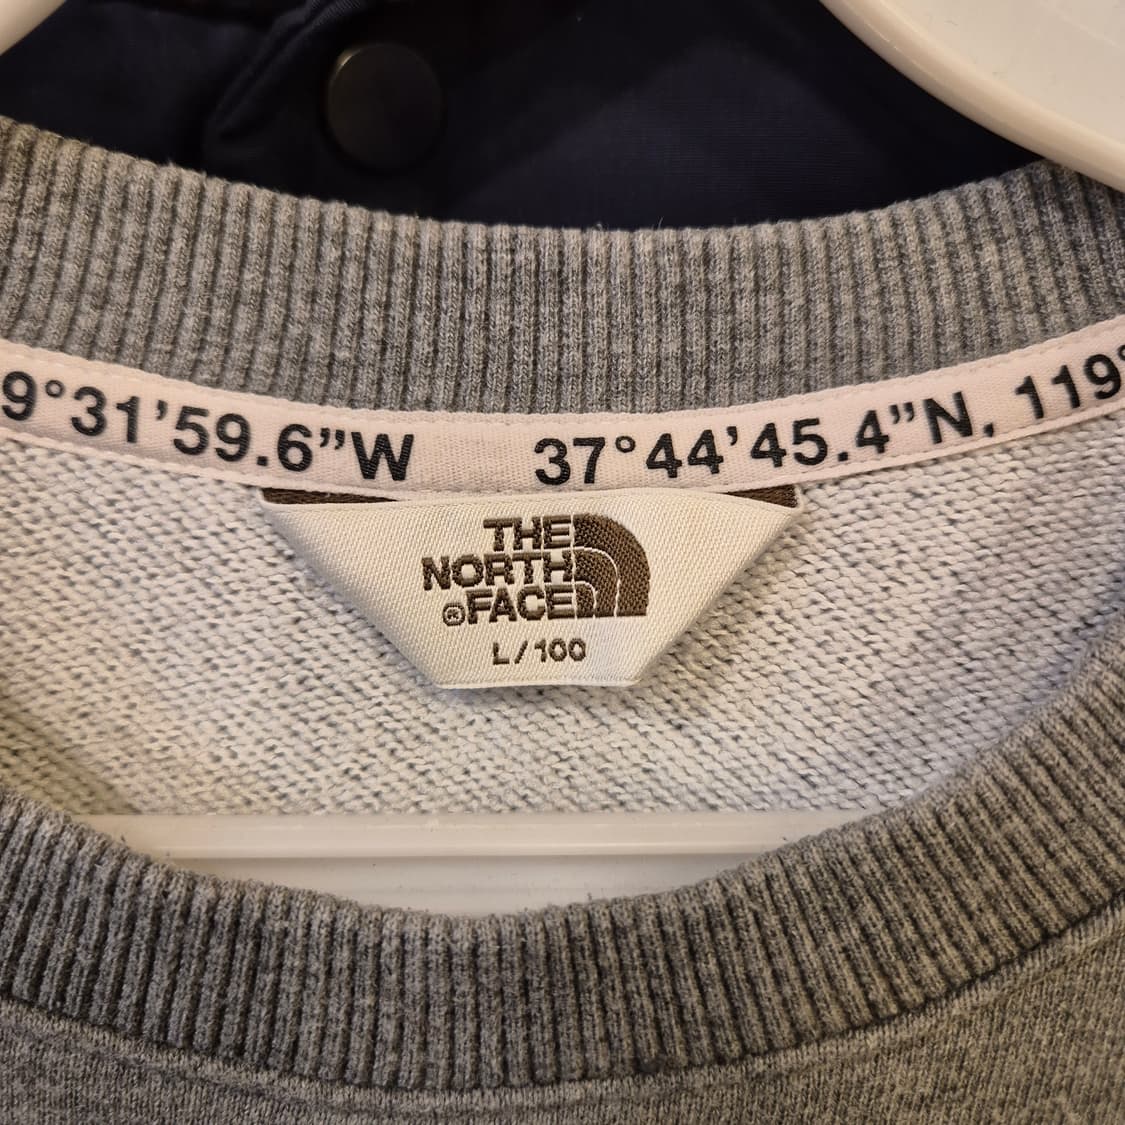 9°31’59.6”W 37°44’45.4”N, 119°
THE
NORTH
®FACE
L/100